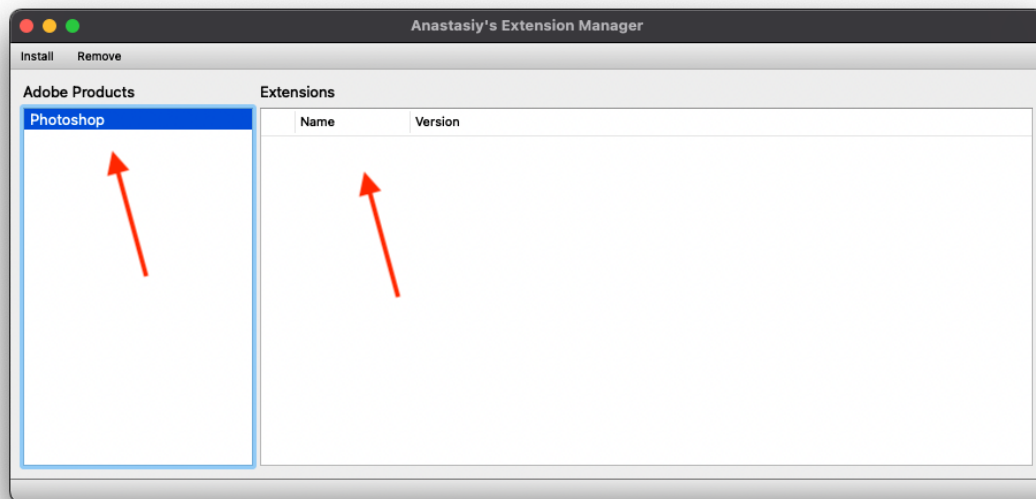 Anastasiy's Extension Manager
Install Remove
Adobe Products
Extensions
Photoshop
Name Version